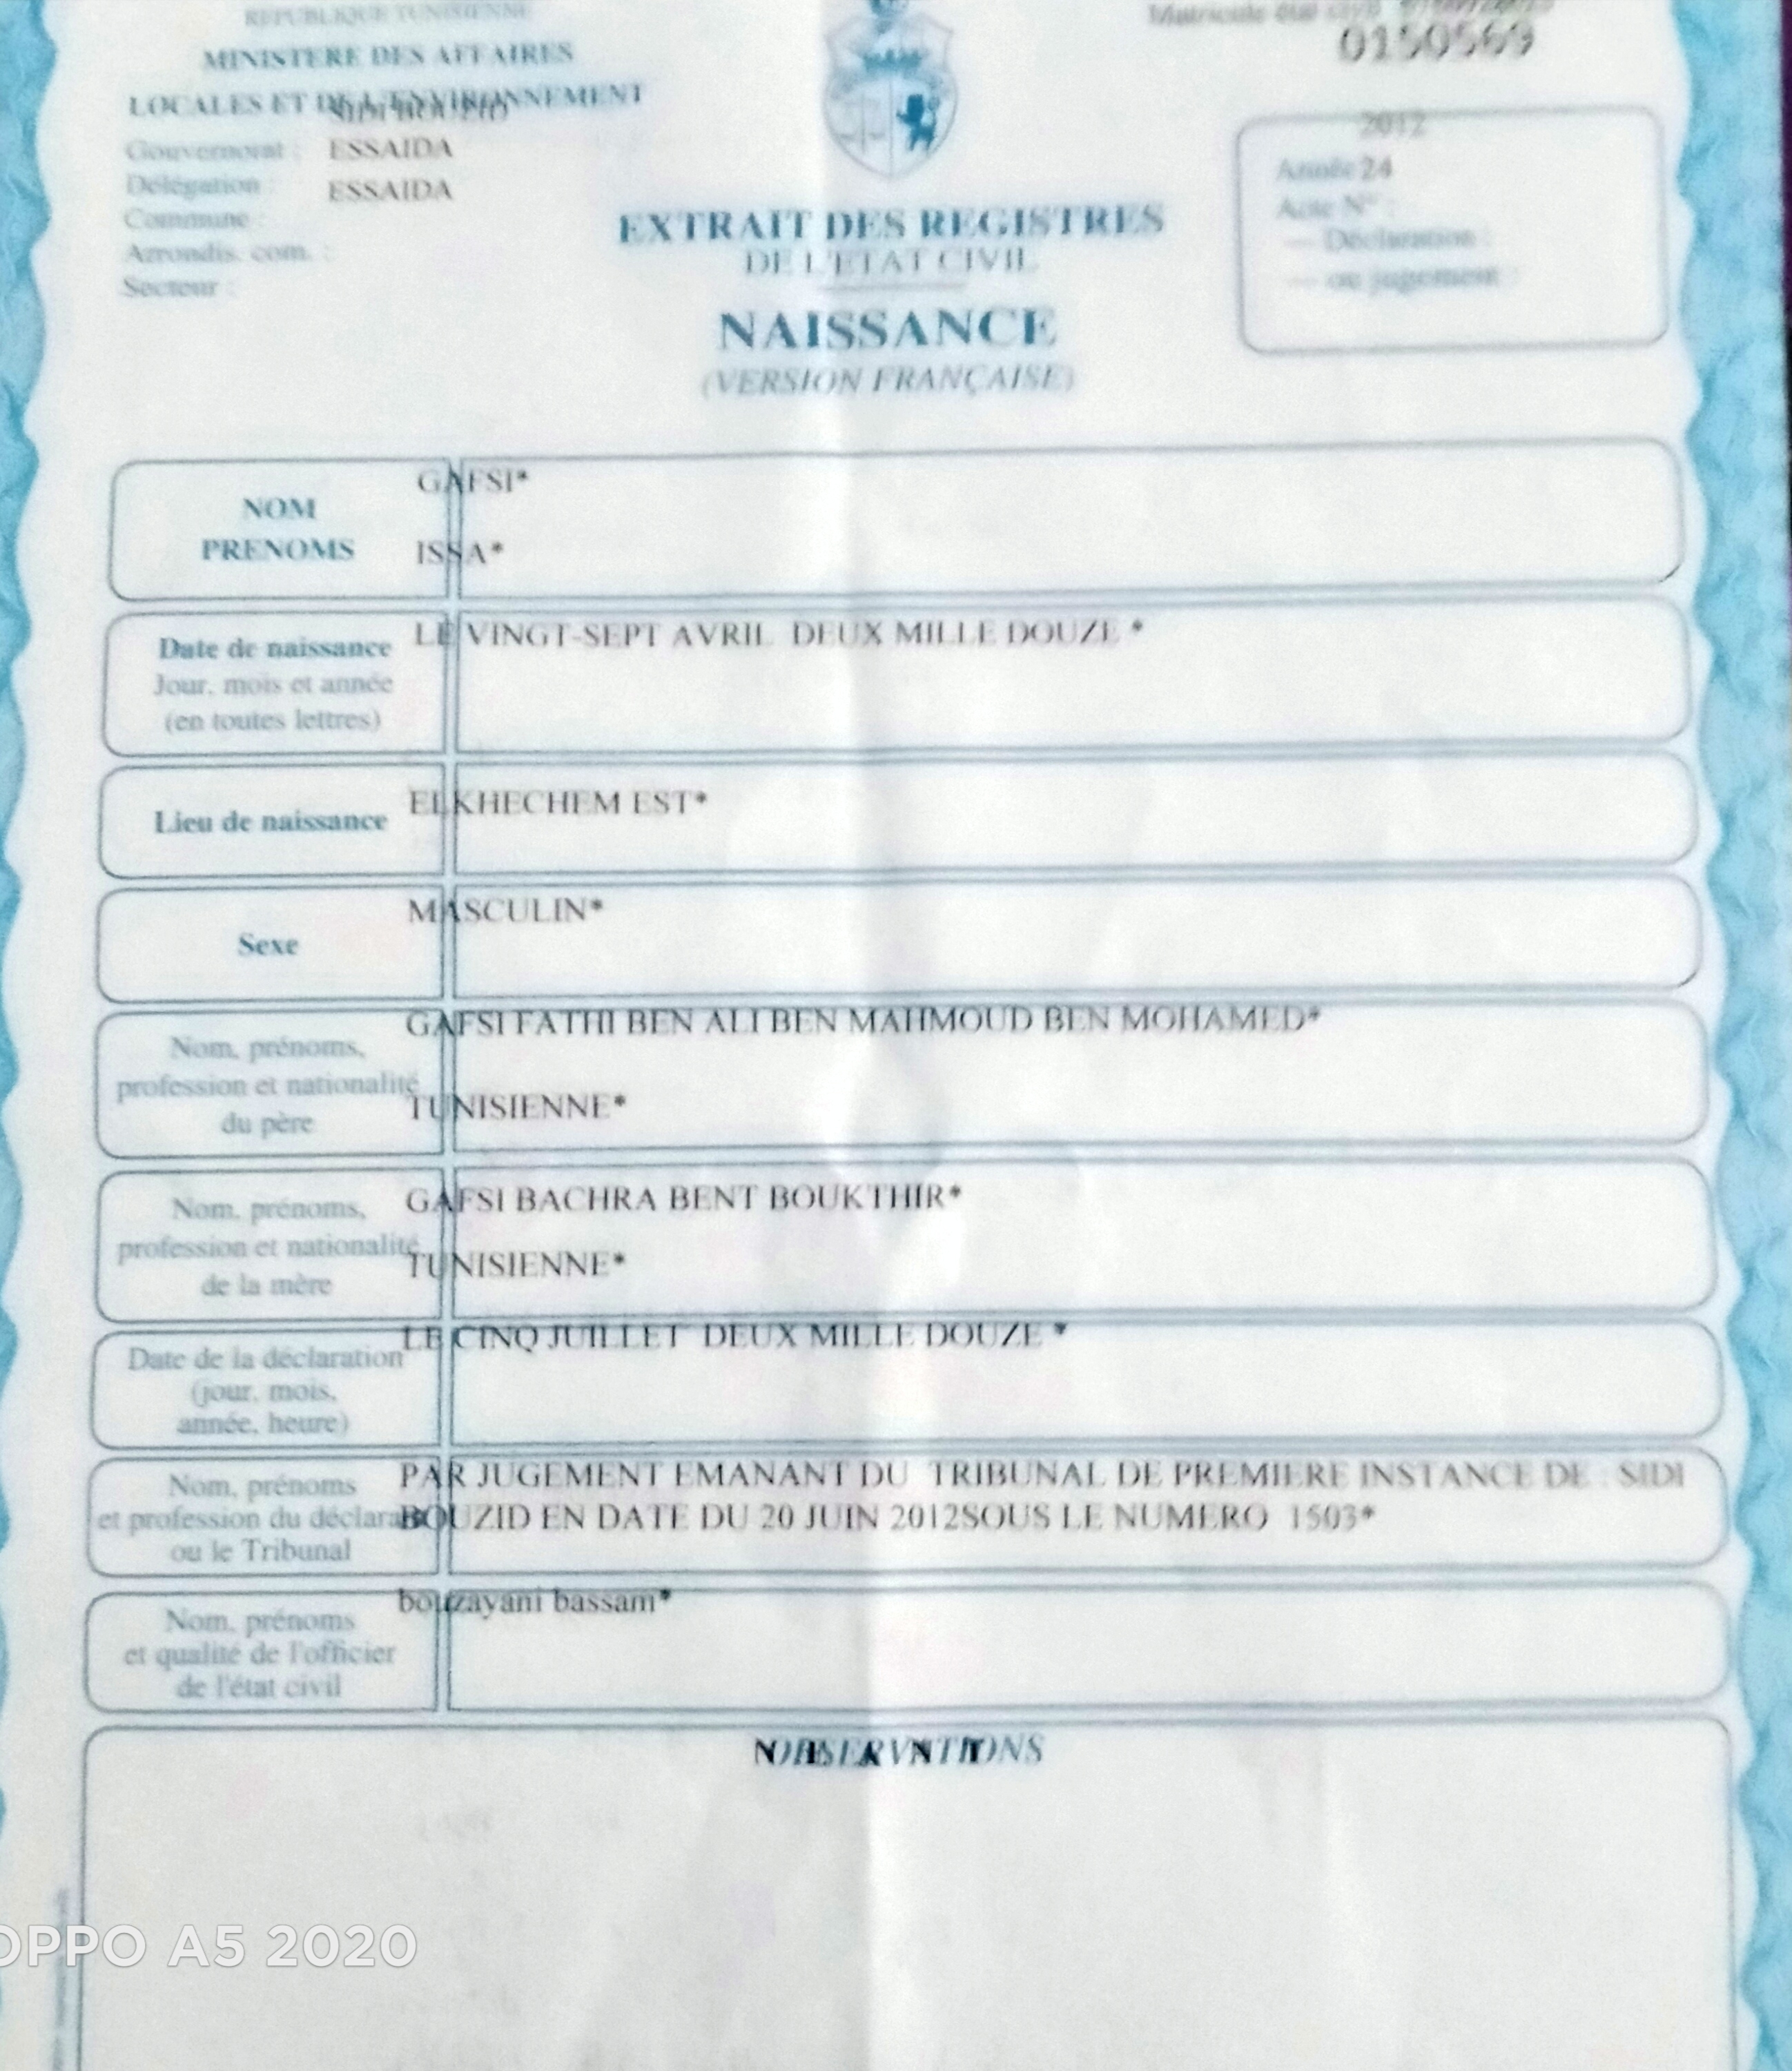 REPUBLIQUE TUNISIENNE
MINISTERE DES AFFAIRES
LOCALES ET DE L'ENVIRONNEMENT
SIDI BOUZID
Gouvernorat : ESSAIDA
Délégation : ESSAIDA
Commune :
Arrondis. com. :
Secteur :
Matricule état civil
0150569
2012
Année 24
Acte N° :
— Déclaration :
— ou jugement :
EXTRAIT DES REGISTRES
DE L'ETAT CIVIL
NAISSANCE
(VERSION FRANÇAISE)
NOM
PRENOMS
GAFSI*
ISSA*
Date de naissance
Jour, mois et année
(en toutes lettres)
LE VINGT-SEPT AVRIL DEUX MILLE DOUZE *
Lieu de naissance
ELKHECHEM EST*
Sexe
MASCULIN*
Nom, prénoms,
profession et nationalité
du père
GAFSI FATHI BEN ALI BEN MAHMOUD BEN MOHAMED*
TUNISIENNE*
Nom, prénoms,
profession et nationalité
de la mère
GAFSI BACHRA BENT BOUKTHIR*
TUNISIENNE*
Date de la déclaration
(jour, mois,
année, heure)
LE CINQ JUILLET DEUX MILLE DOUZE *
Nom, prénoms
et profession du déclarant
ou le Tribunal
PAR JUGEMENT EMANANT DU TRIBUNAL DE PREMIERE INSTANCE DE : SIDI
BOUZID EN DATE DU 20 JUIN 2012SOUS LE NUMERO 1503*
Nom, prénoms
et qualité de l'officier
de l'état civil
bouzayani bassam*
OBSERVATIONS
OPPO A5 2020